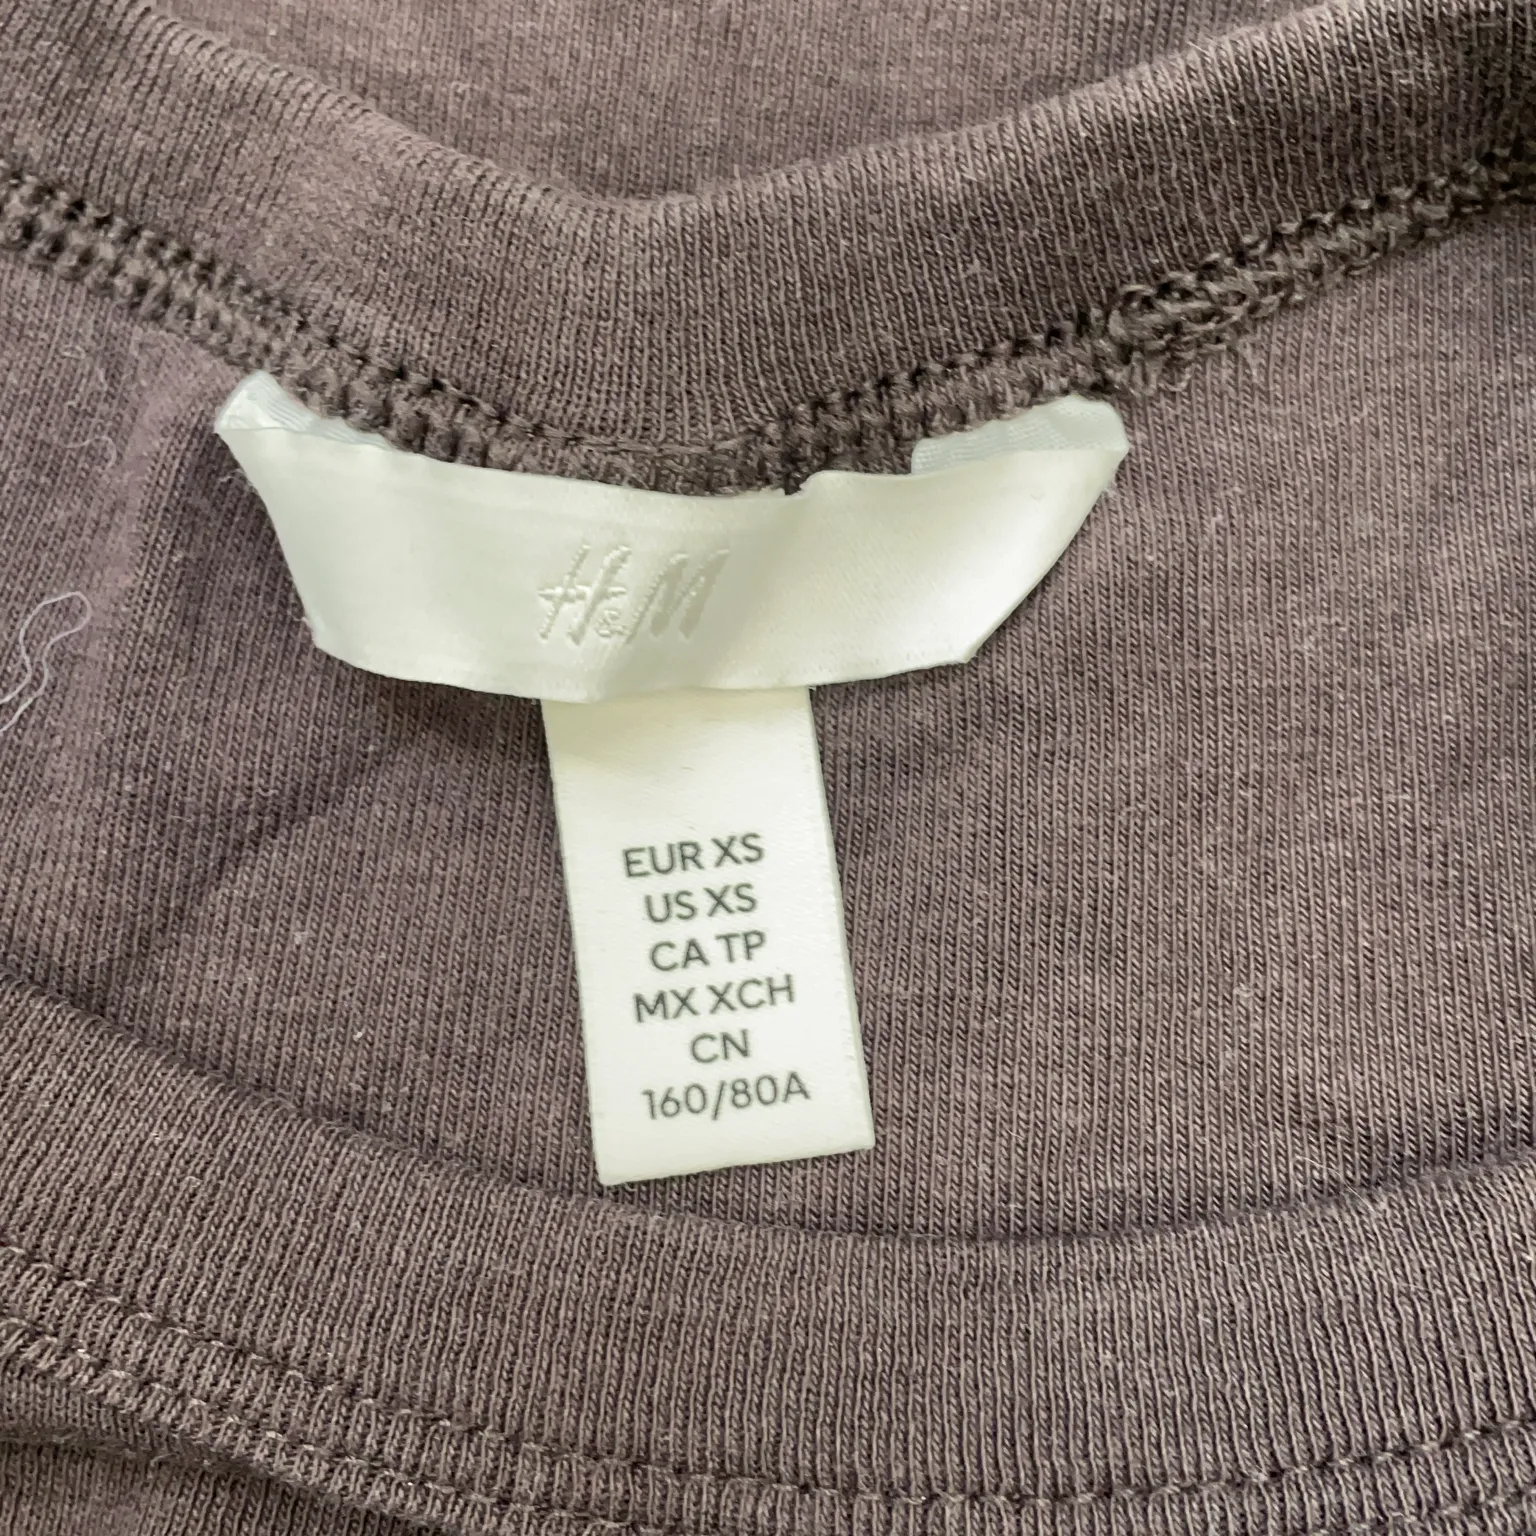 H&M
EUR XS
US XS
CA TP
MX XCH
CN
160/80A